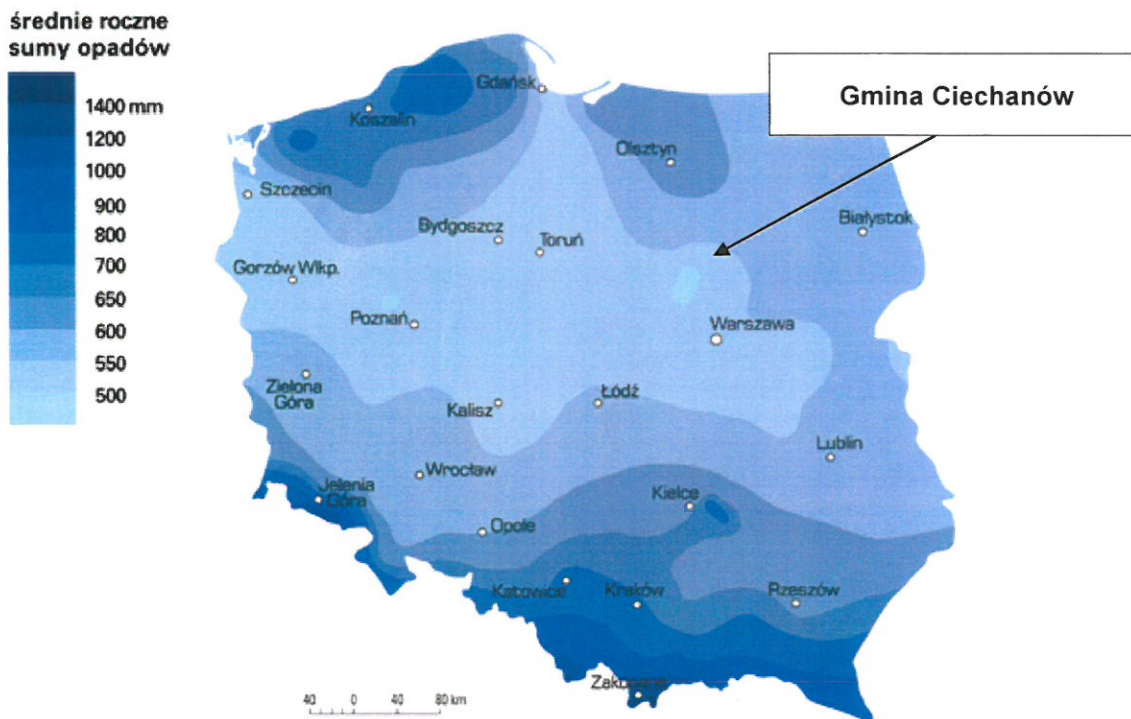 średnie roczne
sumy opadów
1400 mm
1200
1000
900
800
700
650
600
550
500
Gmina Ciechanów
Gdańsk
Koszalin
Olsztyn
Szczecin
Białystok
Bydgoszcz
Toruń
Gorzów Wlkp.
Poznań
Warszawa
Zielona
Góra
Kalisz
Łódź
Lublin
Wrocław
Jelenia
Góra
Kielce
Opole
Katowice
Kraków
Rzeszów
Zakopane
40 0 40 80 km